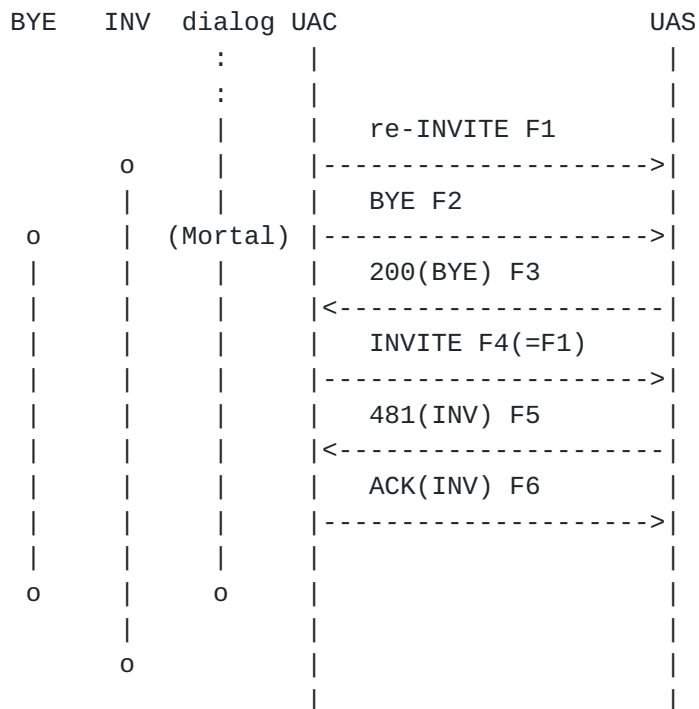 BYE INV dialog UAC UAS
re-INVITE F1
BYE F2
(Mortal)
200(BYE) F3
INVITE F4(=F1)
481(INV) F5
ACK(INV) F6